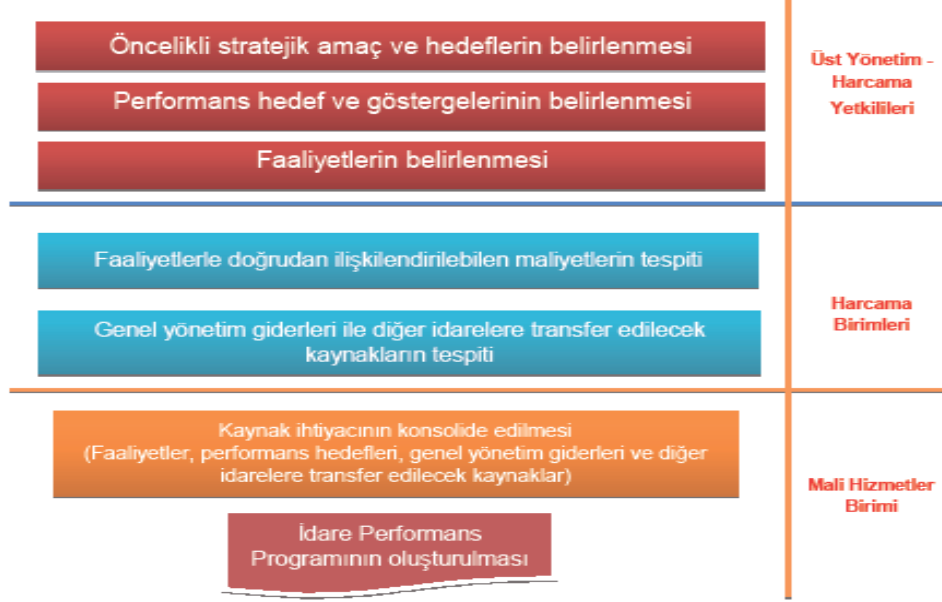 Öncelikli stratejik amaç ve hedeflerin belirlenmesi
Performans hedef ve göstergelerinin belirlenmesi
Faaliyetlerin belirlenmesi
Üst Yönetim -
Harcama
Yetkilileri
Faaliyetlerle doğrudan ilişkilendirilebilen maliyetlerin tespiti
Genel yönetim giderleri ile diğer idarelere transfer edilecek
kaynakların tespiti
Harcama
Birimleri
Kaynak ihtiyacının konsolide edilmesi
(Faaliyetler, performans hedefleri, genel yönetim giderleri ve diğer
idarelere transfer edilecek kaynaklar)
İdare Performans
Programının oluşturulması
Mali Hizmetler
Birimi